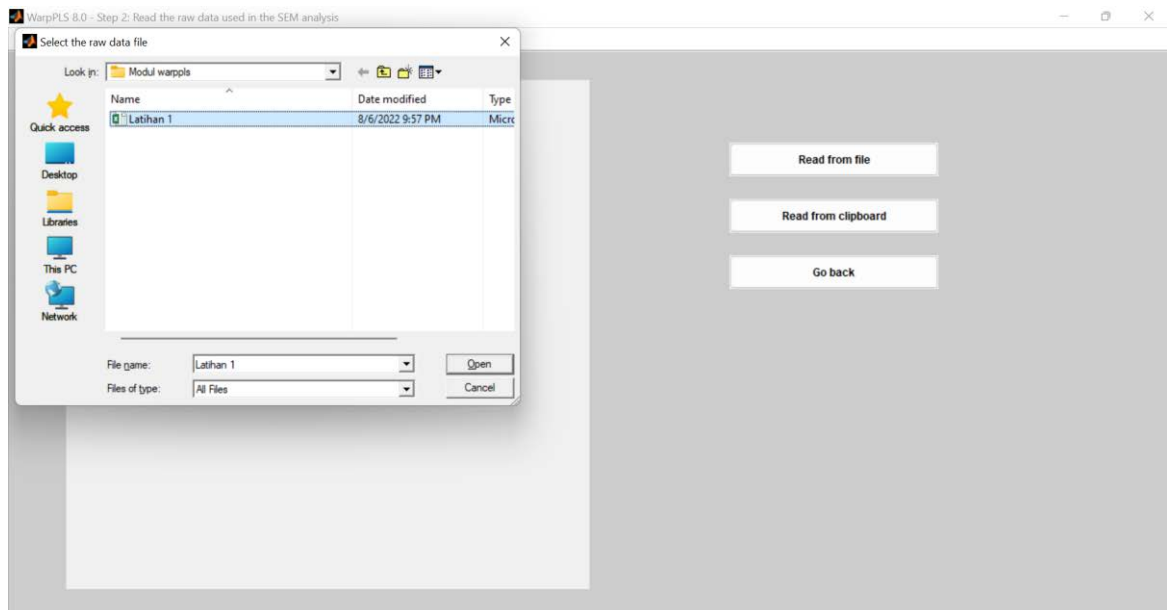 WarpPLS 8.0 - Step 2: Read the raw data used in the SEM analysis
Select the raw data file
Look in: Modul warppls
Name Date modified Type
Latihan 1 8/6/2022 9:57 PM Micro
Quick access
Desktop
Libraries
This PC
Network
File name: Latihan 1 Open
Files of type: All Files Cancel
Read from file
Read from clipboard
Go back